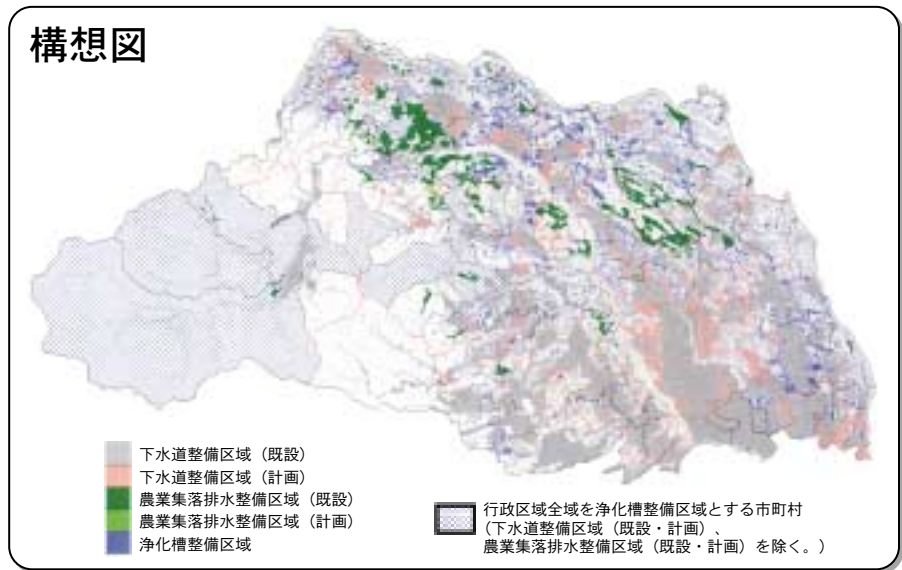 構想図
下水道整備区域（既設）
下水道整備区域（計画）
農業集落排水整備区域（既設）
農業集落排水整備区域（計画）
浄化槽整備区域
行政区域全域を浄化槽整備区域とする市町村
（下水道整備区域（既設・計画）、
農業集落排水整備区域（既設・計画）を除く。）